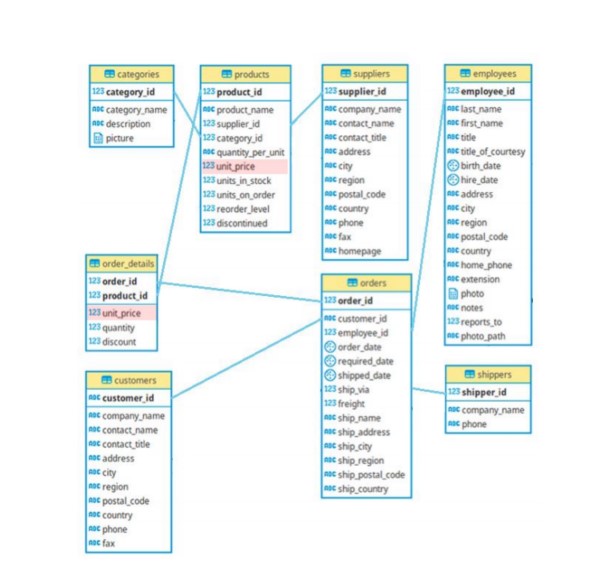 categories
123 category_id
ABC category_name
ABC description
picture
products
123 product_id
ABC product_name
123 supplier_id
123 category_id
ABC quantity_per_unit
123 unit_price
123 units_in_stock
123 units_on_order
123 reorder_level
123 discontinued
suppliers
123 supplier_id
ABC company_name
ABC contact_name
ABC contact_title
ABC address
ABC city
ABC region
ABC postal_code
ABC country
ABC phone
ABC fax
ABC homepage
employees
123 employee_id
ABC last_name
ABC first_name
ABC title
ABC title_of_courtesy
birth_date
hire_date
ABC address
ABC city
ABC region
ABC postal_code
ABC country
ABC home_phone
ABC extension
photo
ABC notes
123 reports_to
ABC photo_path
order_details
123 order_id
123 product_id
123 unit_price
123 quantity
123 discount
orders
123 order_id
ABC customer_id
123 employee_id
order_date
required_date
shipped_date
123 ship_via
123 freight
ABC ship_name
ABC ship_address
ABC ship_city
ABC ship_region
ABC ship_postal_code
ABC ship_country
customers
ABC customer_id
ABC company_name
ABC contact_name
ABC contact_title
ABC address
ABC city
ABC region
ABC postal_code
ABC country
ABC phone
ABC fax
shippers
123 shipper_id
ABC company_name
ABC phone